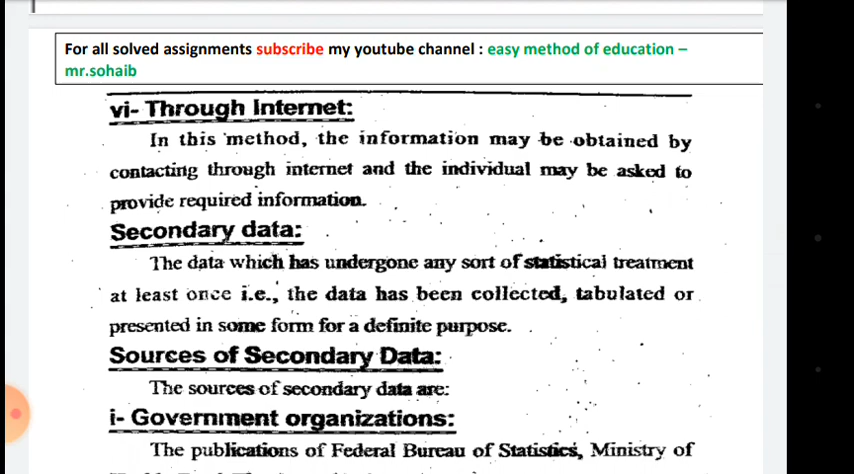 For all solved assignments subscribe my youtube channel : easy method of education –
mr.sohaib
vi- Through Internet:
In this method, the information may be obtained by
contacting through internet and the individual may be asked to
provide required information.
Secondary data:
The data which has undergone any sort of statistical treatment
at least once i.e., the data has been collected, tabulated or
presented in some form for a definite purpose.
Sources of Secondary Data:
The sources of secondary data are:
i- Government organizations:
The publications of Federal Bureau of Statistics, Ministry of